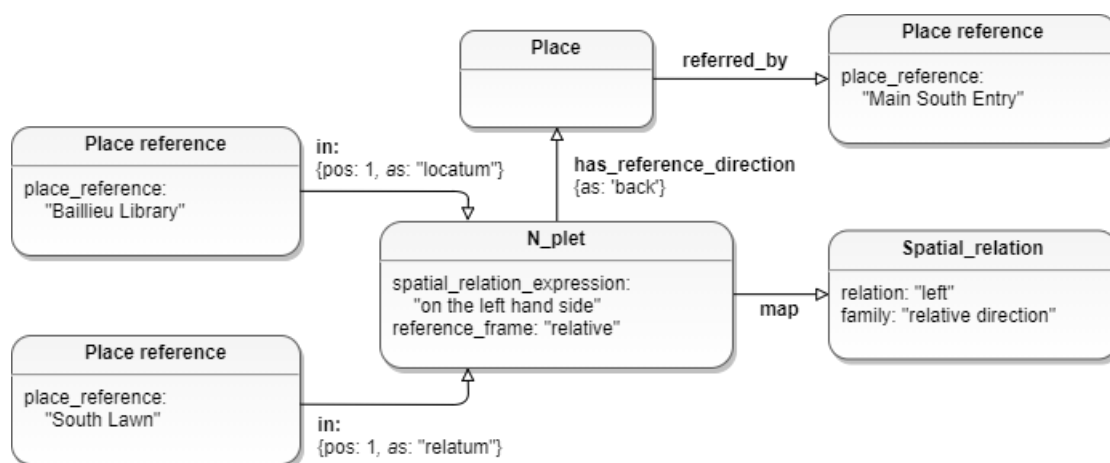 Place
referred_by
Place reference
place_reference:
"Main South Entry"
Place reference
place_reference:
"Baillieu Library"
in:
{pos: 1, as: "locatum"}
has_reference_direction
{as: 'back'}
N_plet
spatial_relation_expression:
"on the left hand side"
reference_frame: "relative"
map
Spatial_relation
relation: "left"
family: "relative direction"
Place reference
place_reference:
"South Lawn"
in:
{pos: 1, as: "relatum"}